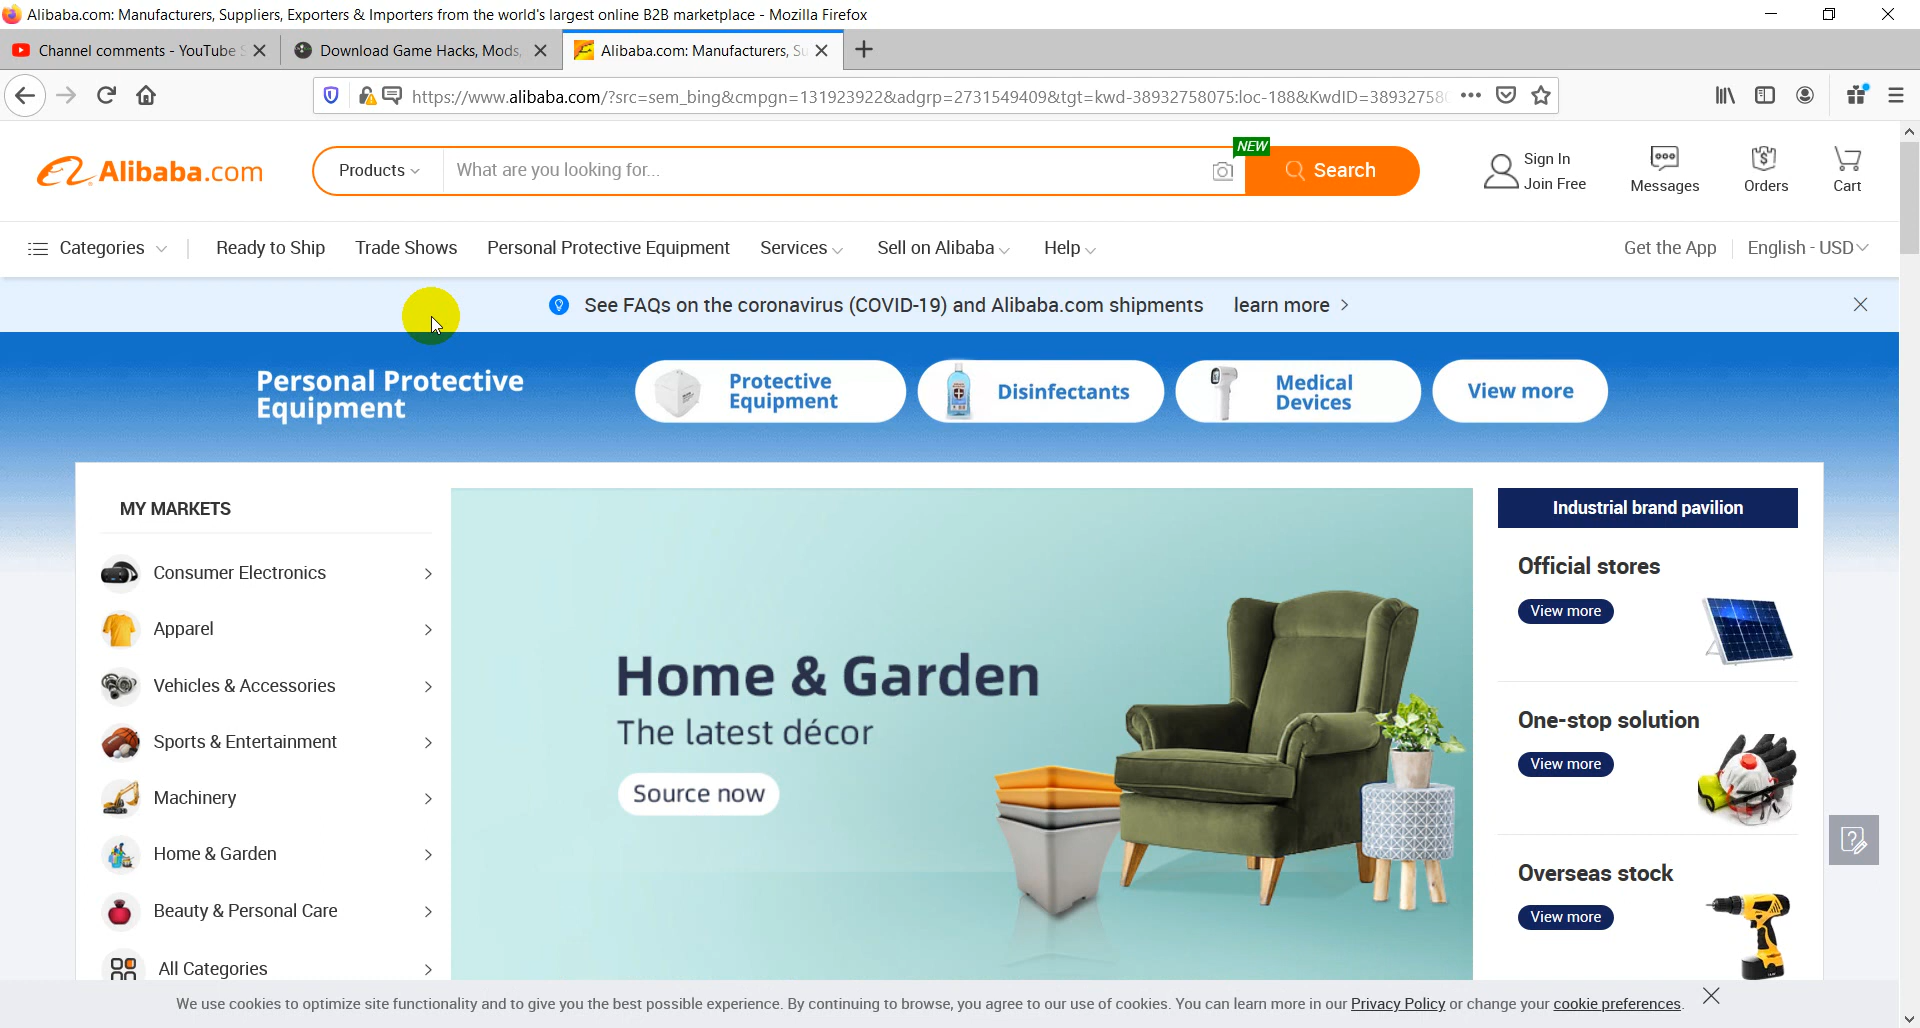 Alibaba.com: Manufacturers, Suppliers, Exporters & Importers from the world's largest online B2B marketplace - Mozilla Firefox
Channel comments - YouTube S
Download Game Hacks, Mods,
Alibaba.com: Manufacturers, Su
https://www.alibaba.com/?src=sem_bing&cmpgn=131923922&adgrp=2731549409&tgt=kwd-38932758075:loc-188&KwdID=38932758
Alibaba.com
Products
What are you looking for...
NEW
Search
Sign In
Join Free
Messages
Orders
Cart
Categories
Ready to Ship
Trade Shows
Personal Protective Equipment
Services
Sell on Alibaba
Help
Get the App
English - USD
See FAQs on the coronavirus (COVID-19) and Alibaba.com shipments
learn more >
Personal Protective
Equipment
Protective
Equipment
Disinfectants
Medical
Devices
View more
MY MARKETS
Consumer Electronics
Apparel
Vehicles & Accessories
Sports & Entertainment
Machinery
Home & Garden
Beauty & Personal Care
All Categories
Home & Garden
The latest décor
Source now
Industrial brand pavilion
Official stores
View more
One-stop solution
View more
Overseas stock
View more
We use cookies to optimize site functionality and to give you the best possible experience. By continuing to browse, you agree to our use of cookies. You can learn more in our Privacy Policy or change your cookie preferences.